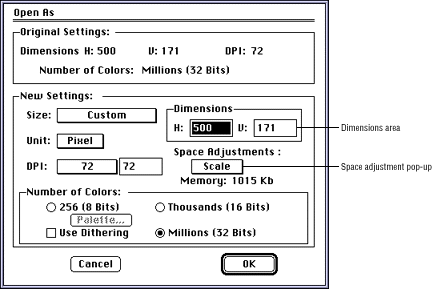 Open As
Original Settings:
Dimensions H: 500 V: 171 DPI: 72
Number of Colors: Millions (32 Bits)
New Settings:
Size: Custom
Dimensions
H: 500 V: 171
Dimensions area
Unit: Pixel
Space Adjustments :
DPI: 72 72
Scale
Space adjustment pop-up
Memory: 1015 Kb
Number of Colors:
256 (8 Bits) Thousands (16 Bits)
Palette...
Use Dithering Millions (32 Bits)
Cancel OK